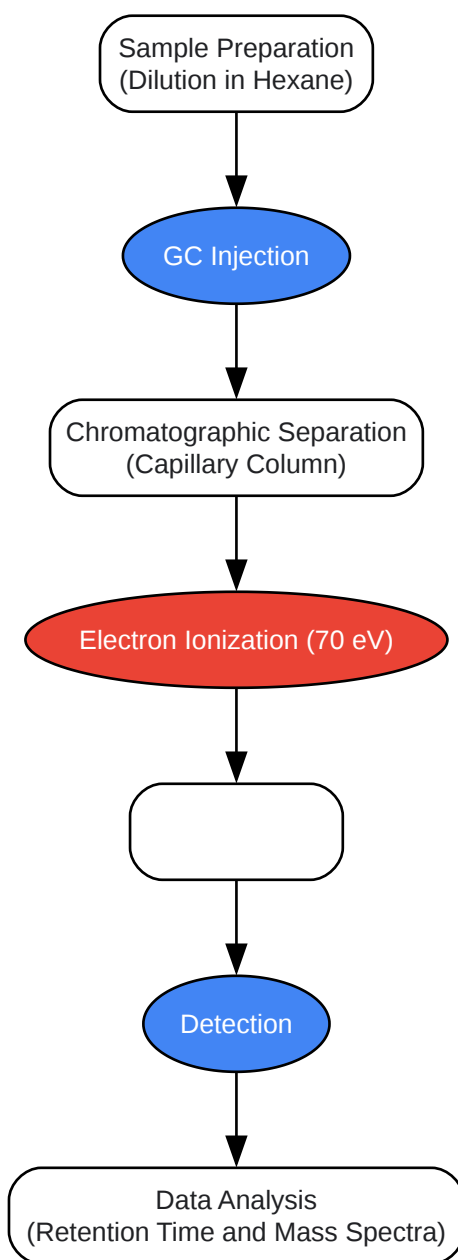 Sample Preparation
(Dilution in Hexane)
GC Injection
Chromatographic Separation
(Capillary Column)
Electron Ionization (70 eV)
Detection
Data Analysis
(Retention Time and Mass Spectra)